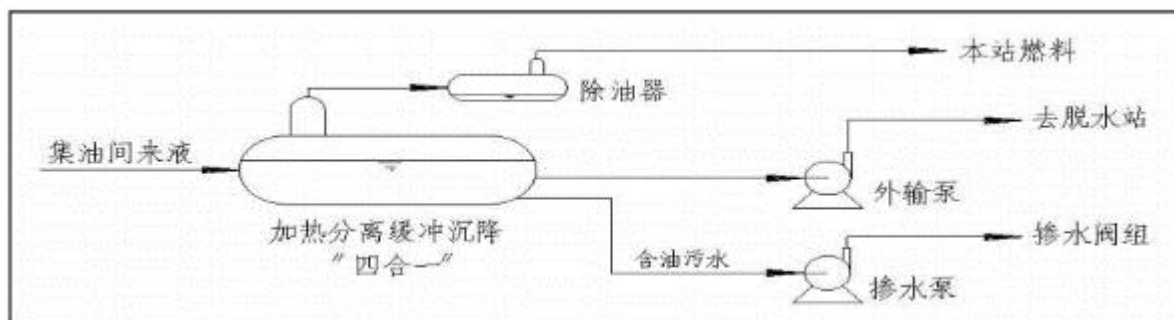 本站燃料
除油器
去脱水站
集油间来液
外输泵
加热分离缓冲沉降
"四合一"
含油污水
掺水阀组
掺水泵